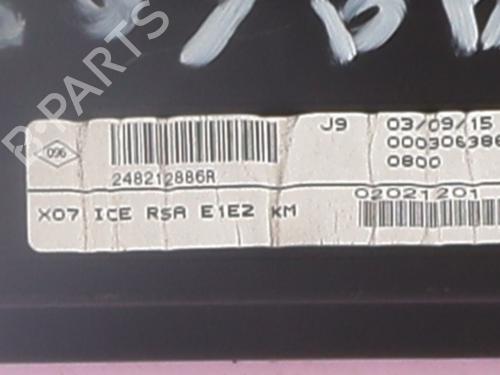 B-PARTS
J9 03/09/15
000306386
096
0800
248212886R
02021201
X07 ICE RSA E1E2 KM